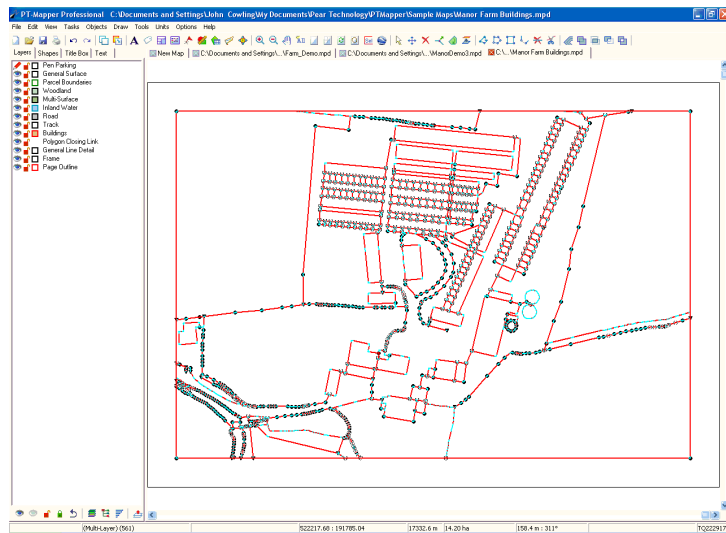 PT-Mapper Professional C:\Documents and Settings\John Cowling\My Documents\Pear Technology\PTMapper\Sample Maps\Manor Farm Buildings.mpd
File Edit View Tasks Objects Draw Tools Units Options Help
Layers Shapes Title Box Text New Map C:\Documents and Settings\...\Farm_Demo.mpd C:\Documents and Settings\...\ManoDemo3.mpd C:\...\Manor Farm Buildings.mpd
Pen Parking
General Surface
Parcel Boundaries
Woodland
Multi-Surface
Inland Water
Road
Track
Buildings
Polygon Closing Link
General Line Detail
Frame
Page Outline
(Multi-Layer) (561) 522217.68 : 191785.04 17332.6 m 14.20 ha 158.4 m : 311° TQ222917